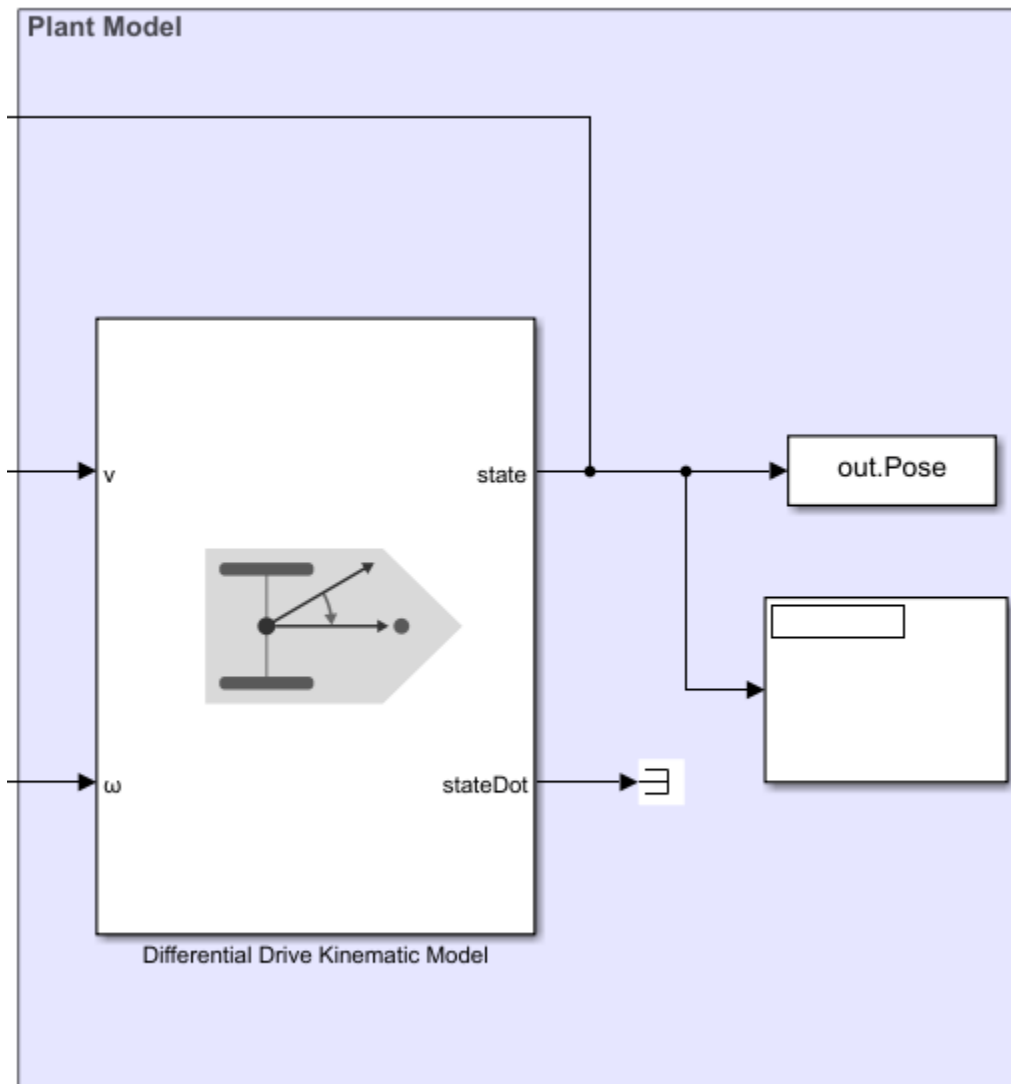 Plant Model
v
state
out.Pose
ω
stateDot
Differential Drive Kinematic Model